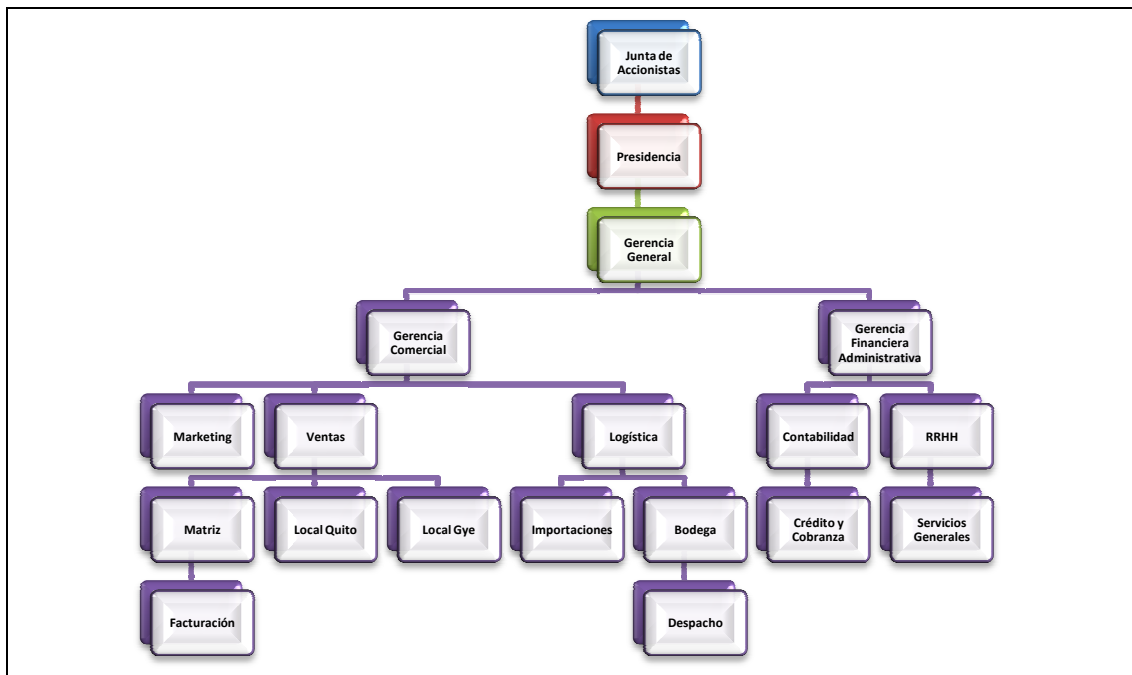 Junta de
Accionistas
Presidencia
Gerencia
General
Gerencia
Comercial
Gerencia
Financiera
Administrativa
Marketing
Ventas
Logística
Contabilidad
RRHH
Matriz
Local Quito
Local Gye
Importaciones
Bodega
Crédito y
Cobranza
Servicios
Generales
Facturación
Despacho